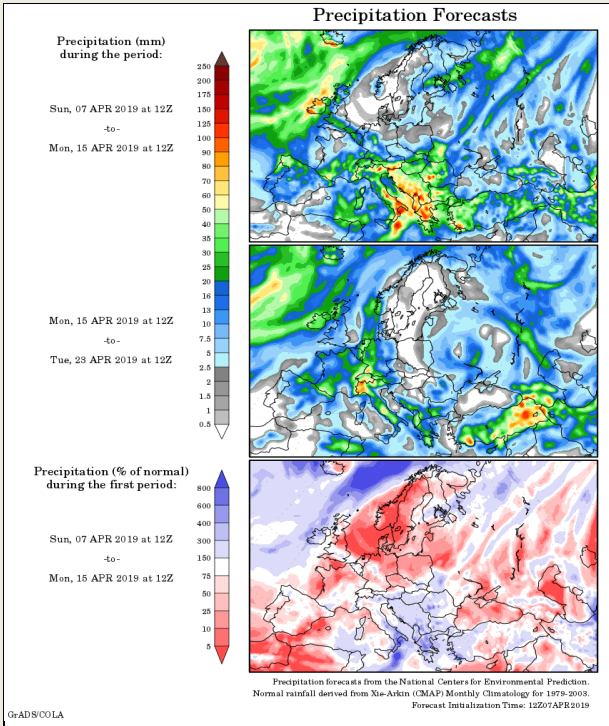 Precipitation Forecasts
Precipitation (mm)
during the period:
Sun, 07 APR 2019 at 12Z
-to-
Mon, 15 APR 2019 at 12Z
250
200
175
150
125
100
90
80
70
60
50
40
35
30
25
20
16
13
10
7.5
5
2.5
2
1.5
1
0.5
Mon, 15 APR 2019 at 12Z
-to-
Tue, 23 APR 2019 at 12Z
Precipitation (% of normal)
during the first period:
Sun, 07 APR 2019 at 12Z
-to-
Mon, 15 APR 2019 at 12Z
800
600
400
300
150
75
50
25
10
5
Precipitation forecasts from the National Centers for Environmental Prediction.
Normal rainfall derived from Xie-Arkin (CMAP) Monthly Climatology for 1979-2003.
Forecast Initialization Time: 12Z07APR2019
GrADS/COLA